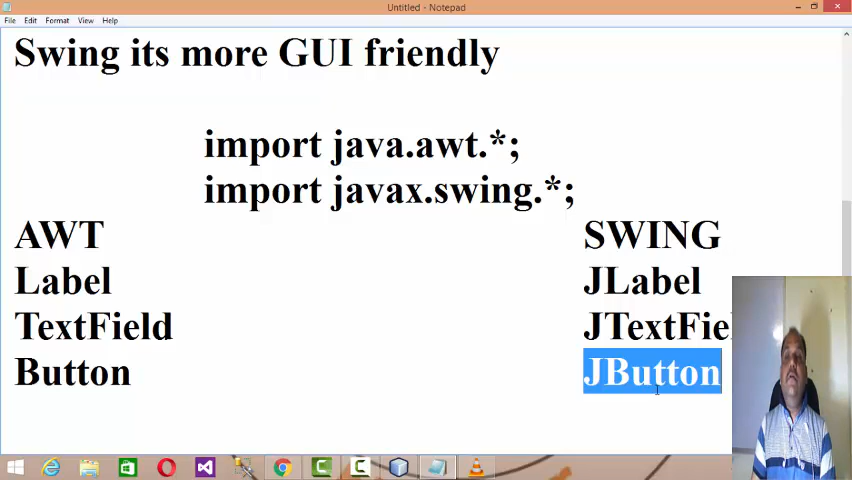 Untitled - Notepad
File Edit Format View Help
Swing its more GUI friendly
import java.awt.*;
import javax.swing.*;
AWT SWING
Label JLabel
TextField JTextFie
Button JButton